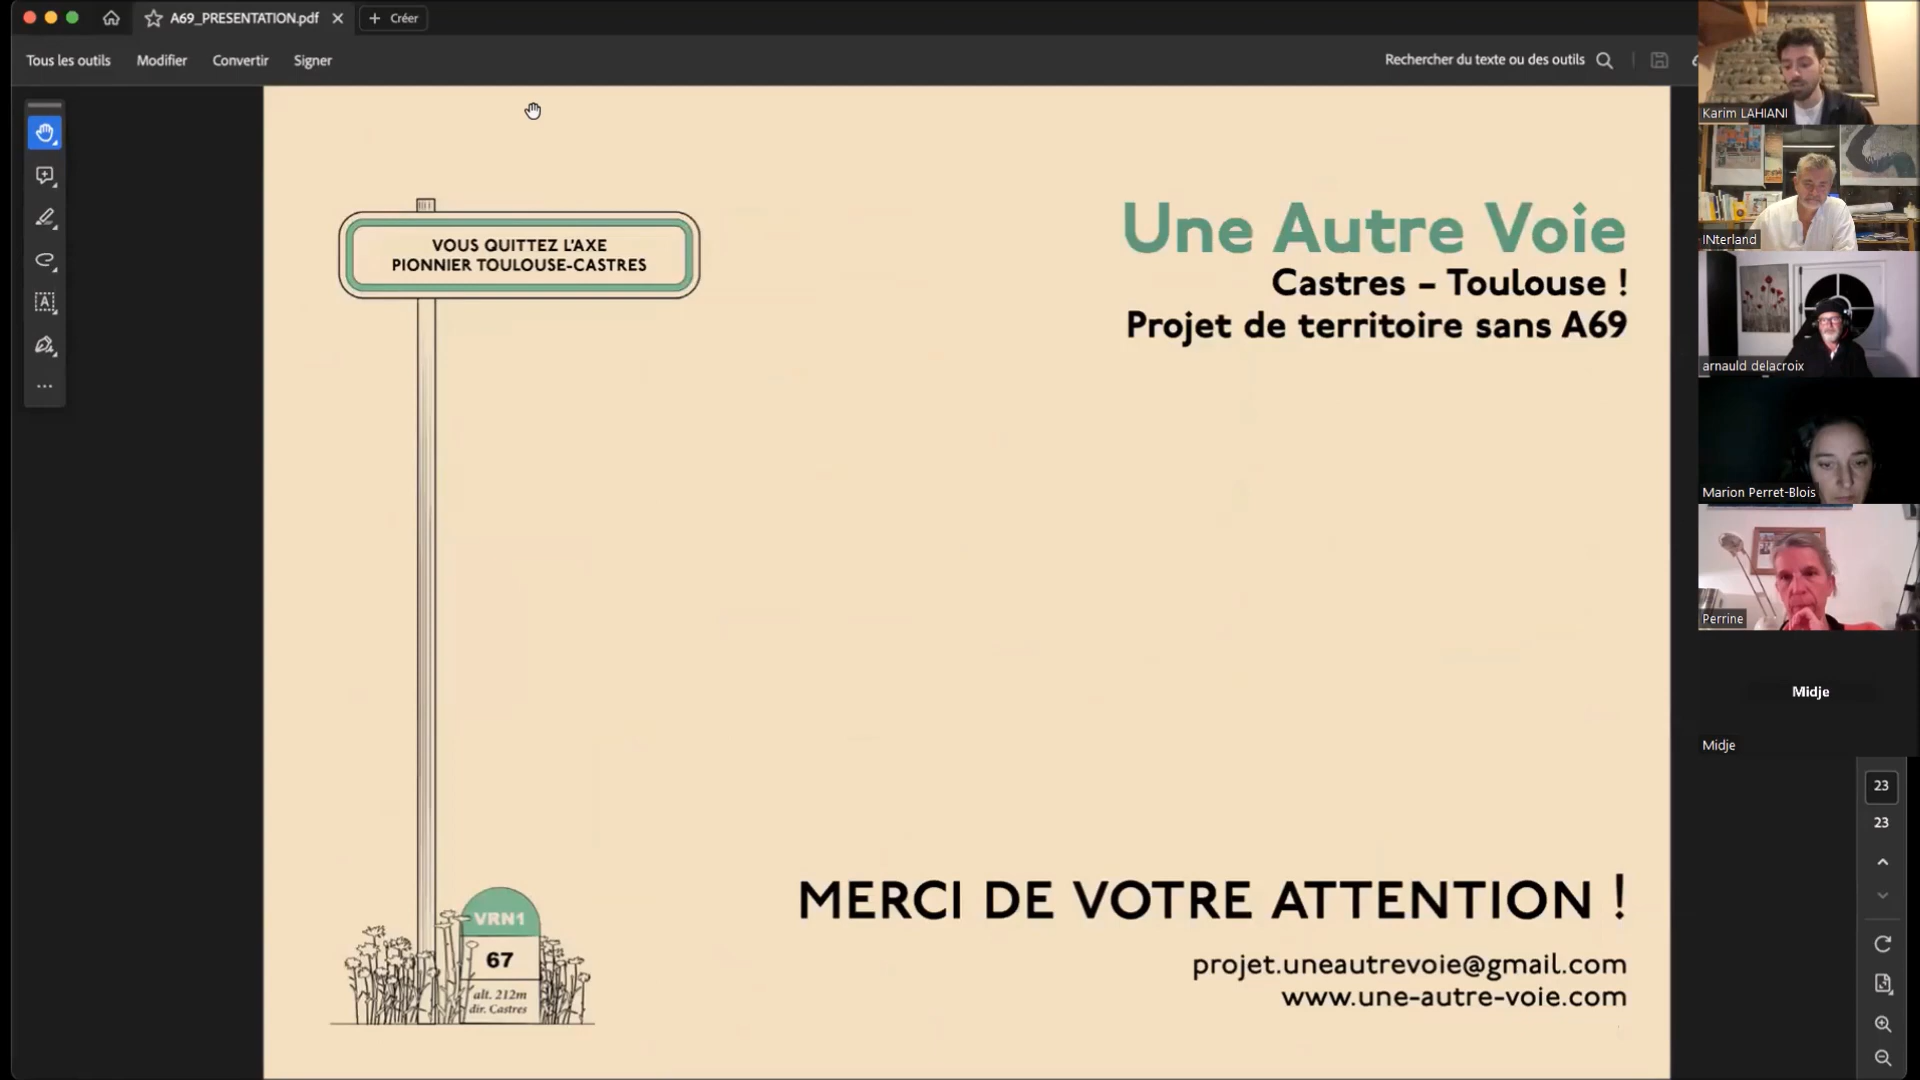 A69_PRESENTATION.pdf
Créer
Tous les outils
Modifier
Convertir
Signer
Rechercher du texte ou des outils
VOUS QUITTEZ L'AXE
PIONNIER TOULOUSE-CASTRES
Une Autre Voie
Castres – Toulouse !
Projet de territoire sans A69
VRN1
67
alt. 212m
dir. Castres
MERCI DE VOTRE ATTENTION !
projet.uneautrevoie@gmail.com
www.une-autre-voie.com
Karim LAHIANI
INterland
arnauld delacroix
Marion Perret-Blois
Perrine
Midje
Midje
23
23